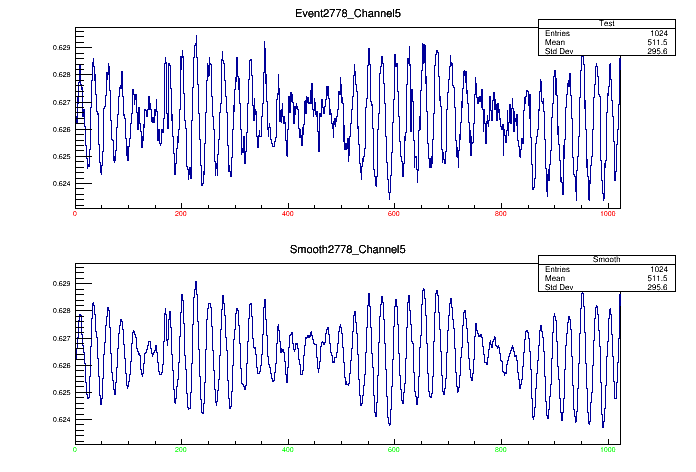 Event2778_Channel5
Test
Entries 1024
Mean 511.5
Std Dev 295.6
0.629
0.628
0.627
0.626
0.625
0.624
0 200 400 600 800 1000
Smooth2778_Channel5
Smooth
Entries 1024
Mean 511.5
Std Dev 295.6
0.629
0.628
0.627
0.626
0.625
0.624
0 200 400 600 800 1000